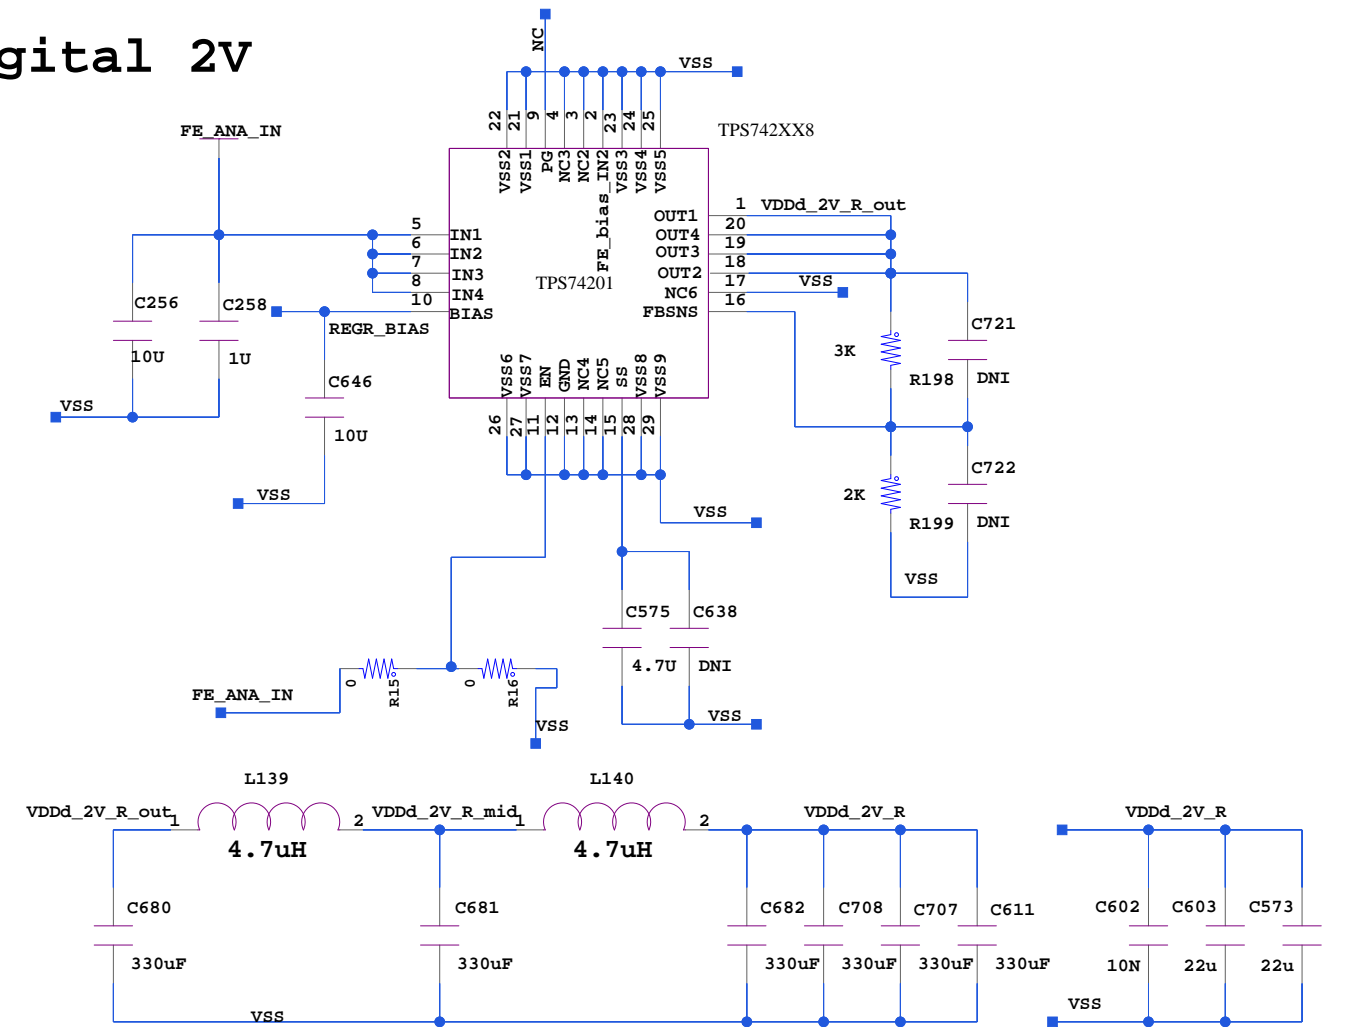 gital 2V
NC
VSS
22
21
9
4
3
2
23
24
25
TPS742XX8
FE_ANA_IN
VSS2
VSS1
PG
NC3
NC2
FE_bias_IN2
VSS3
VSS4
VSS5
5
6
7
8
10
IN1
IN2
IN3
IN4
BIAS
TPS74201
OUT1
OUT4
OUT3
OUT2
NC6
FBSNS
1
20
19
18
17
16
VDDd_2V_R_out
VSS
C256
10U
C258
1U
REGR_BIAS
VSS
C646
10U
VSS
3K
R198
C721
DNI
2K
R199
C722
DNI
VSS
VSS6
VSS7
EN
GND
NC4
NC5
SS
VSS8
VSS9
26
27
11
12
13
14
15
28
29
VSS
C575
4.7U
C638
DNI
VSS
FE_ANA_IN
0
R15
0
R16
VSS
L139
L140
VDDd_2V_R_out
1
2
VDDd_2V_R_mid
1
2
VDDd_2V_R
VDDd_2V_R
4.7uH
4.7uH
C680
C681
C682
C708
C707
C611
C602
C603
C573
330uF
330uF
330uF
330uF
330uF
330uF
10N
22u
22u
VSS
VSS